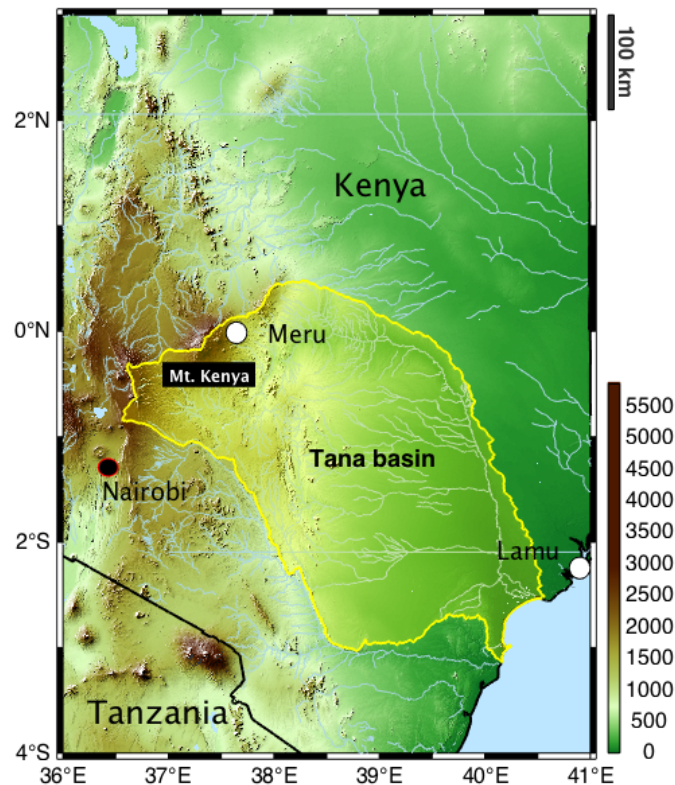 100 km
2°N
Kenya
0°N
Meru
Mt. Kenya
5500
5000
4500
4000
3500
3000
2500
2000
1500
1000
500
0
Tana basin
Nairobi
2°S
Lamu
Tanzania
4°S
36°E
37°E
38°E
39°E
40°E
41°E